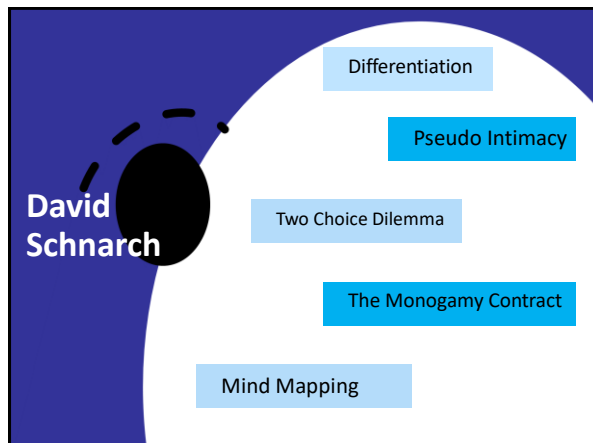 Differentiation
Pseudo Intimacy
David
Schnarch
Two Choice Dilemma
The Monogamy Contract
Mind Mapping